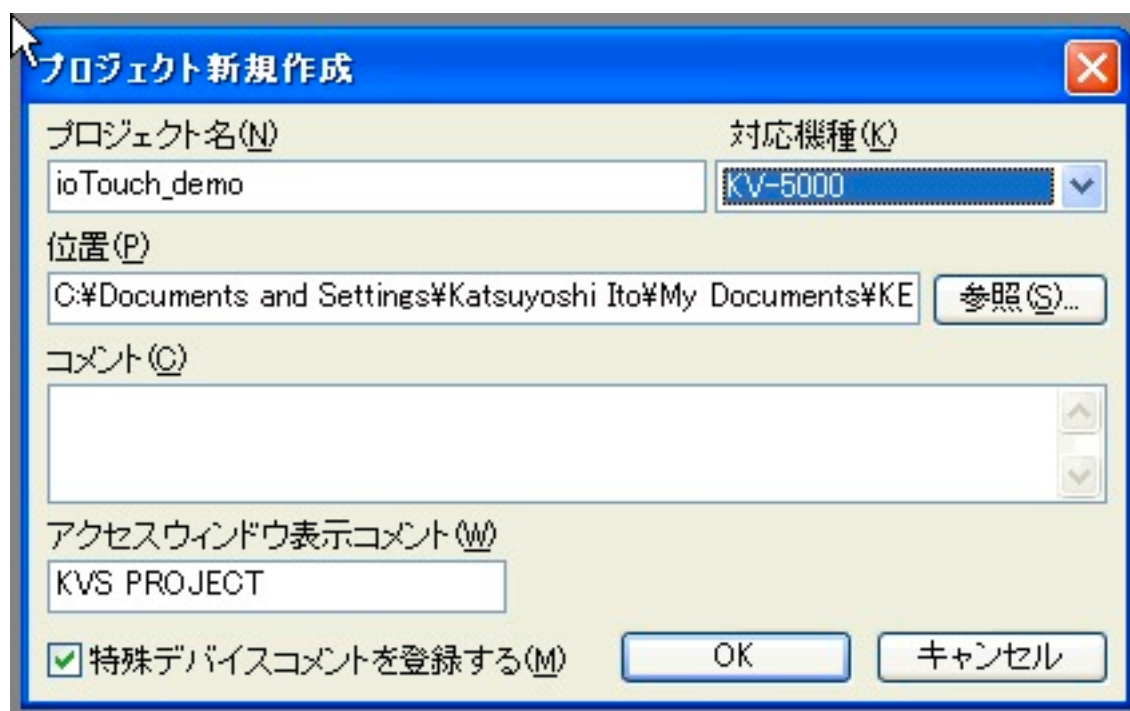 プロジェクト新規作成
プロジェクト名(N) 対応機種(K)
ioTouch_demo KV-5000
位置(P)
C:¥Documents and Settings¥Katsuyoshi Ito¥My Documents¥KE 参照(S)...
コメント(C)
アクセスウィンドウ表示コメント(W)
KVS PROJECT
特殊デバイスコメントを登録する(M) OK キャンセル